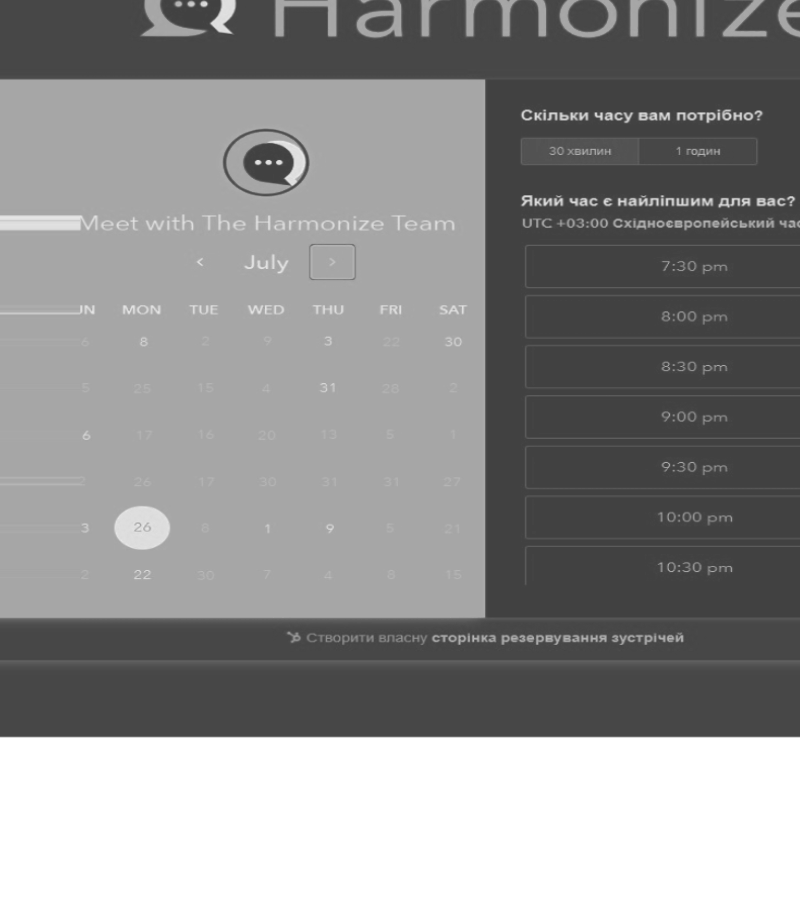 Harmonize
Meet with The Harmonize Team
< July >
UN MON TUE WED THU FRI SAT
6 8 2 9 3 22 30
5 25 15 4 31 28 2
6 17 16 20 13 5 1
26 17 30 31 31 27
3 26 1 9 5 21
2 22 30 7 4 8 15
Скільки часу вам потрібно?
30 хвилин 1 годин
Який час є найліпшим для вас?
UTC +03:00 Східноєвропейський час
7:30 pm
8:00 pm
8:30 pm
9:00 pm
9:30 pm
10:00 pm
10:30 pm
Створити власну сторінка резервування зустрічей